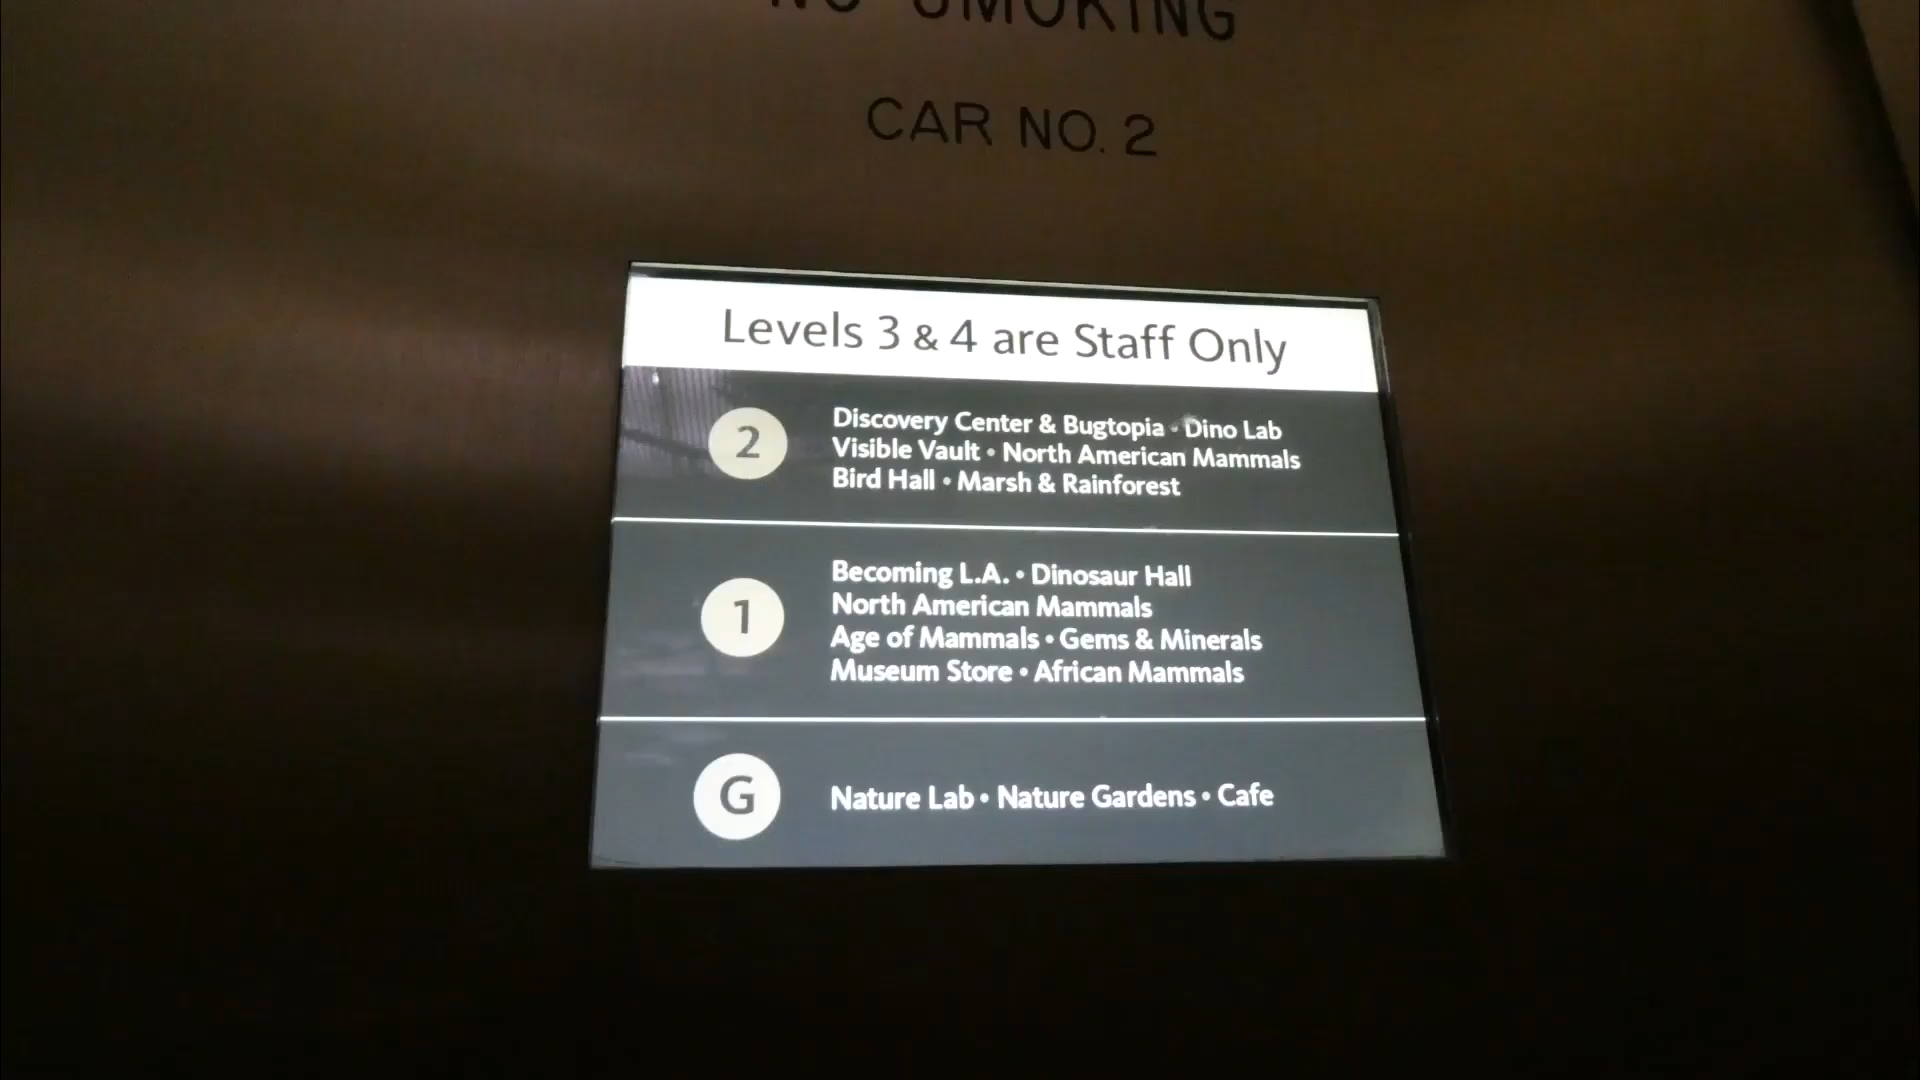 NO SMOKING
CAR NO. 2
Levels 3 & 4 are Staff Only
2
Discovery Center & Bugtopia • Dino Lab
Visible Vault • North American Mammals
Bird Hall • Marsh & Rainforest
1
Becoming L.A. • Dinosaur Hall
North American Mammals
Age of Mammals • Gems & Minerals
Museum Store • African Mammals
G
Nature Lab • Nature Gardens • Cafe